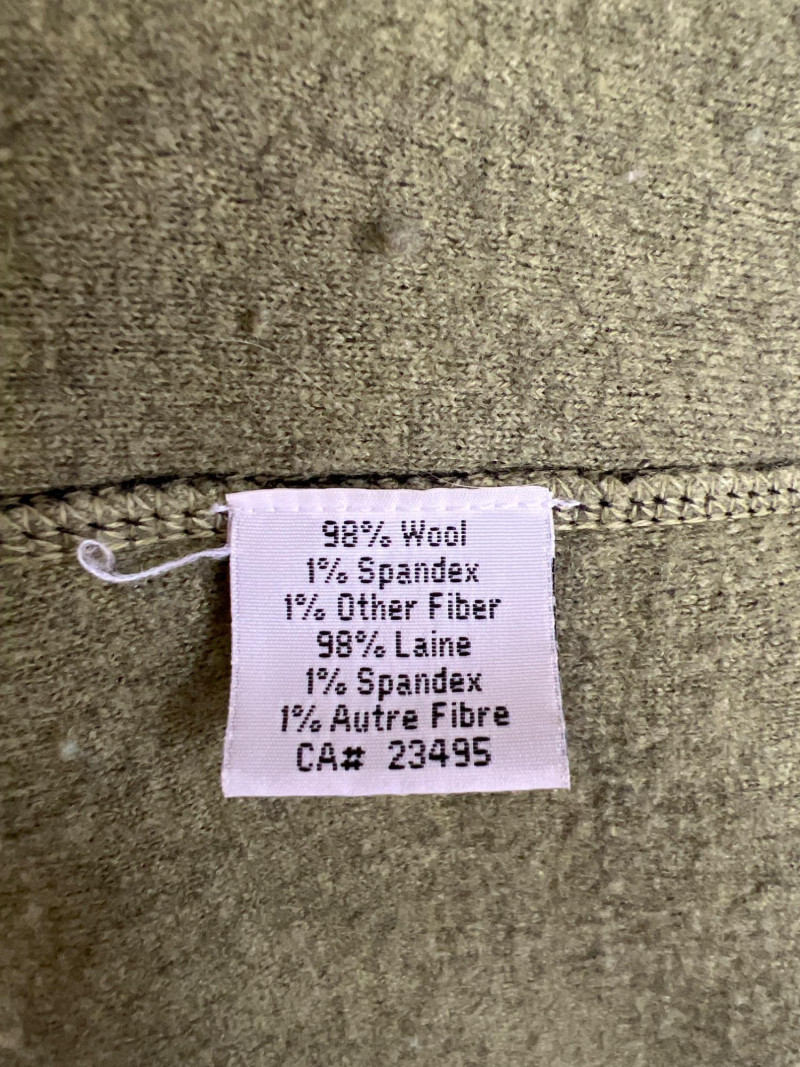 98% Wool
1% Spandex
1% Other Fiber
98% Laine
1% Spandex
1% Autre Fibre
CA# 23495